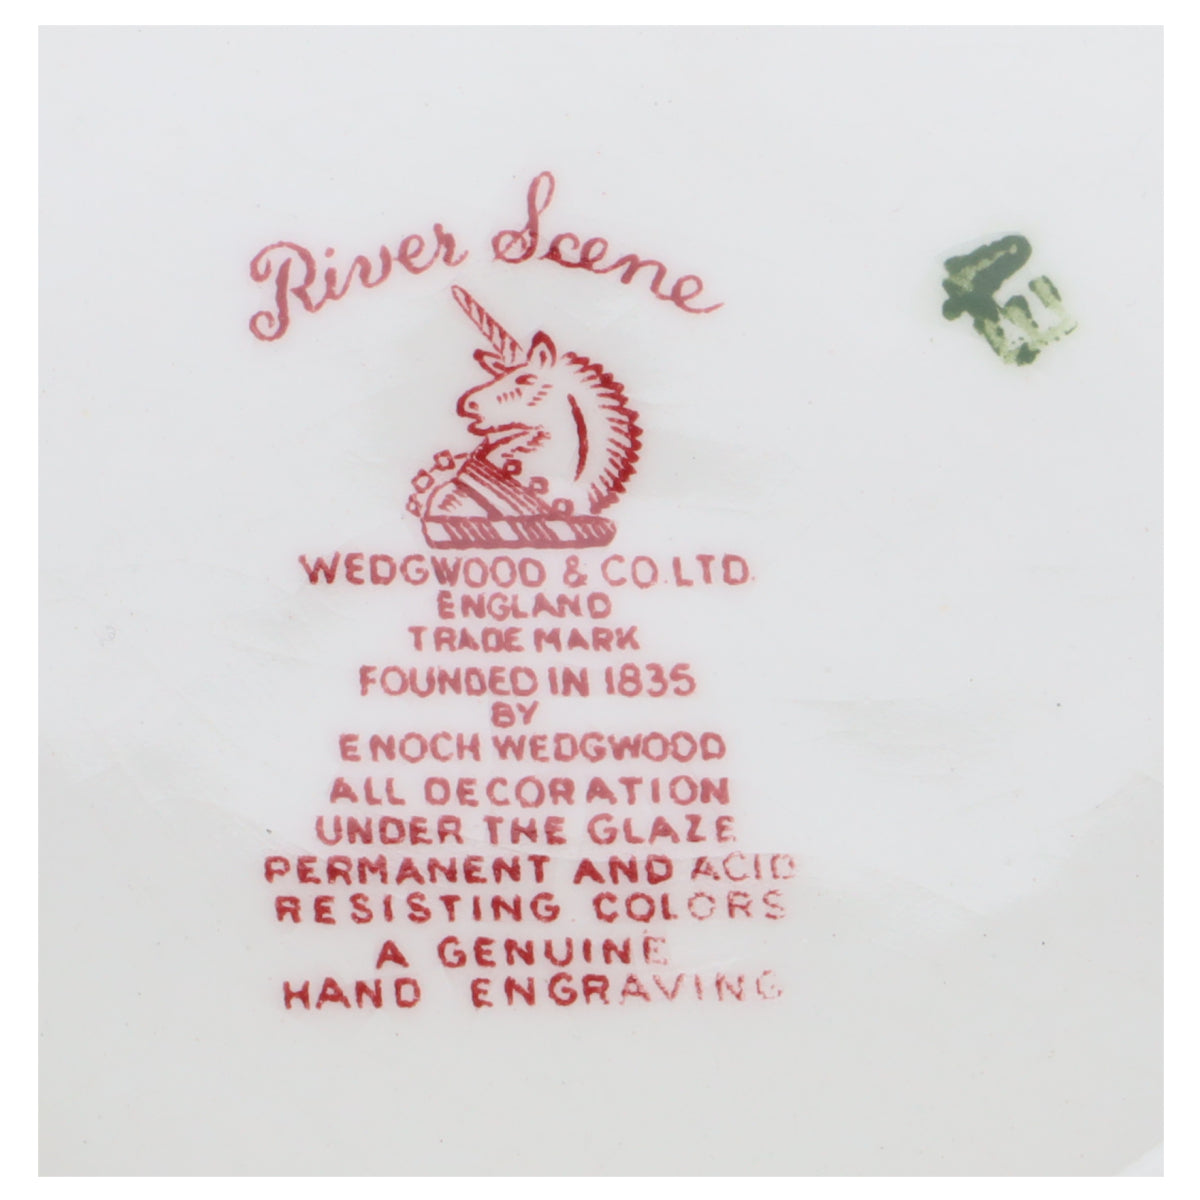 River Scene
WEDGWOOD & CO. LTD.
ENGLAND
TRADE MARK
FOUNDED IN 1835
BY
ENOCH WEDGWOOD
ALL DECORATION
UNDER THE GLAZE
PERMANENT AND ACID
RESISTING COLORS
A GENUINE
HAND ENGRAVING